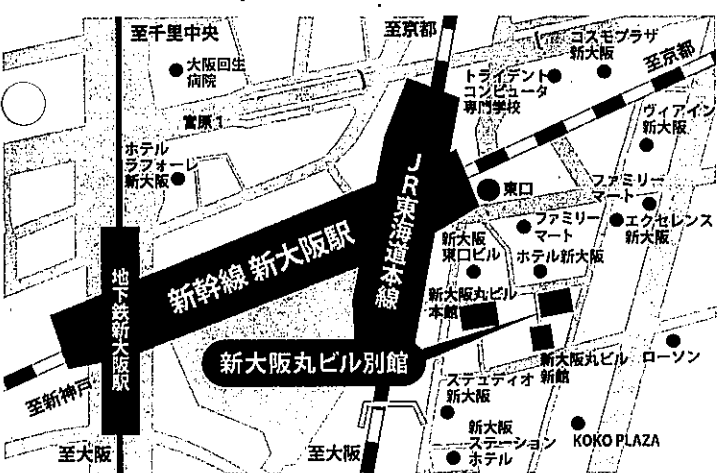 至千里中央
至京都
コスモプラザ
新大阪
大阪回生
病院
トライデント
コンピュータ
専門学校
至京都
宮原1
ヴィアイン
新大阪
ホテル
ラフォーレ
新大阪
JR東海道本線
東口
ファミリー
マート
ファミリー
マート
エクセレンス
新大阪
新幹線 新大阪駅
新大阪
東口ビル
ホテル新大阪
地下鉄新大阪駅
新大阪丸ビル
本館
新大阪丸ビル別館
新大阪丸ビル
新館
ローソン
至新神戸
ステュディオ
新大阪
新大阪
ステーション
ホテル
KOKO PLAZA
至大阪
至大阪